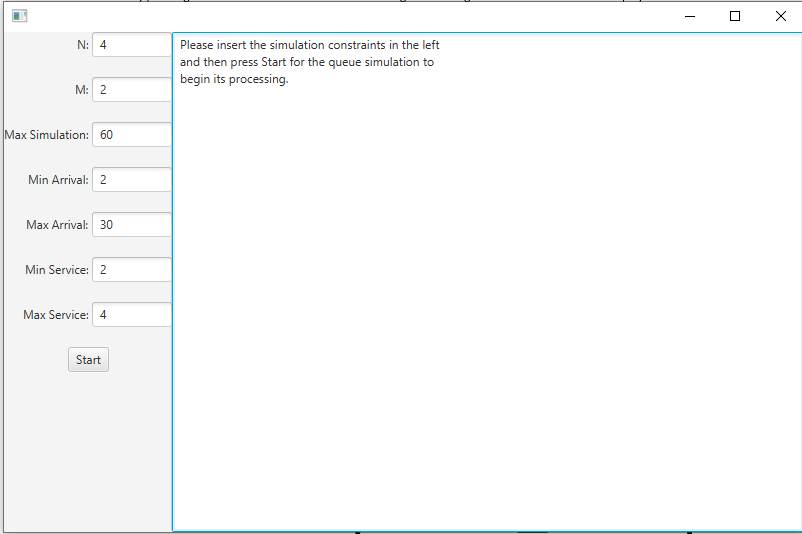 N: 4
Please insert the simulation constraints in the left
and then press Start for the queue simulation to
begin its processing.
M: 2
Max Simulation: 60
Min Arrival: 2
Max Arrival: 30
Min Service: 2
Max Service: 4
Start